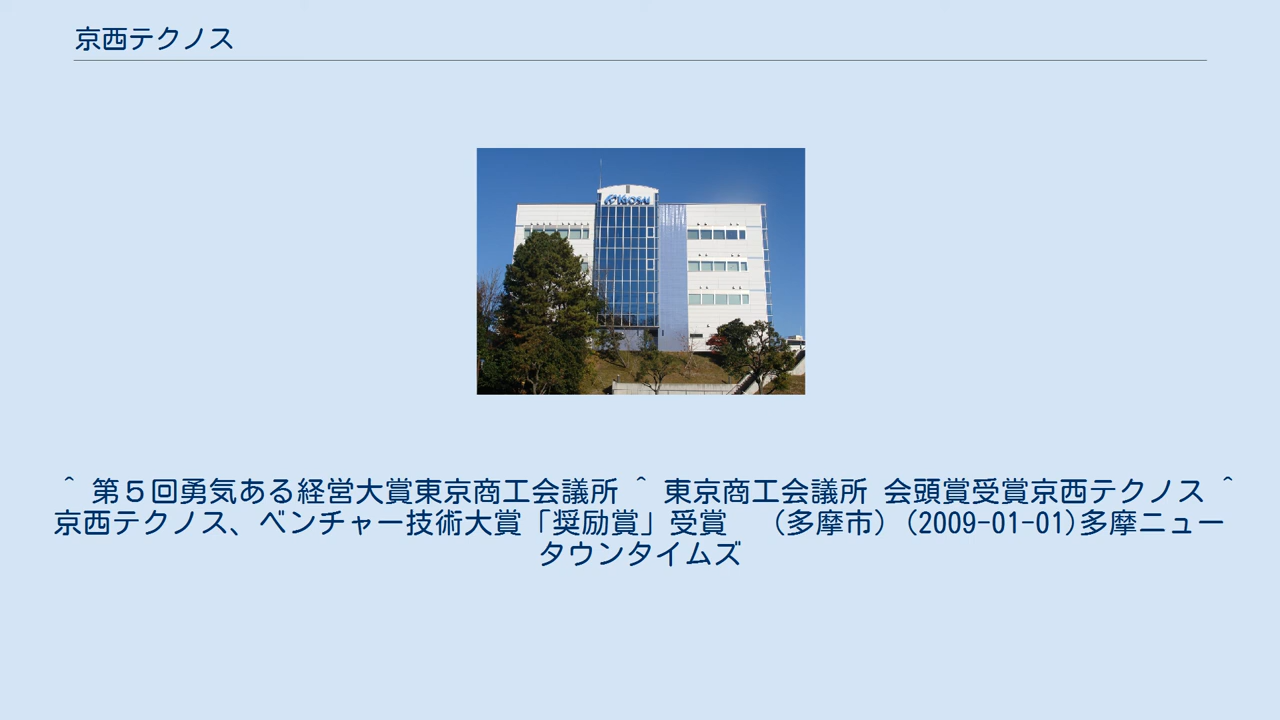 京西テクノス
KYOSAI
^ 第５回勇気ある経営大賞東京商工会議所 ^ 東京商工会議所 会頭賞受賞京西テクノス ^
京西テクノス、ベンチャー技術大賞「奨励賞」受賞　（多摩市）(2009-01-01)多摩ニュー
タウンタイムズ